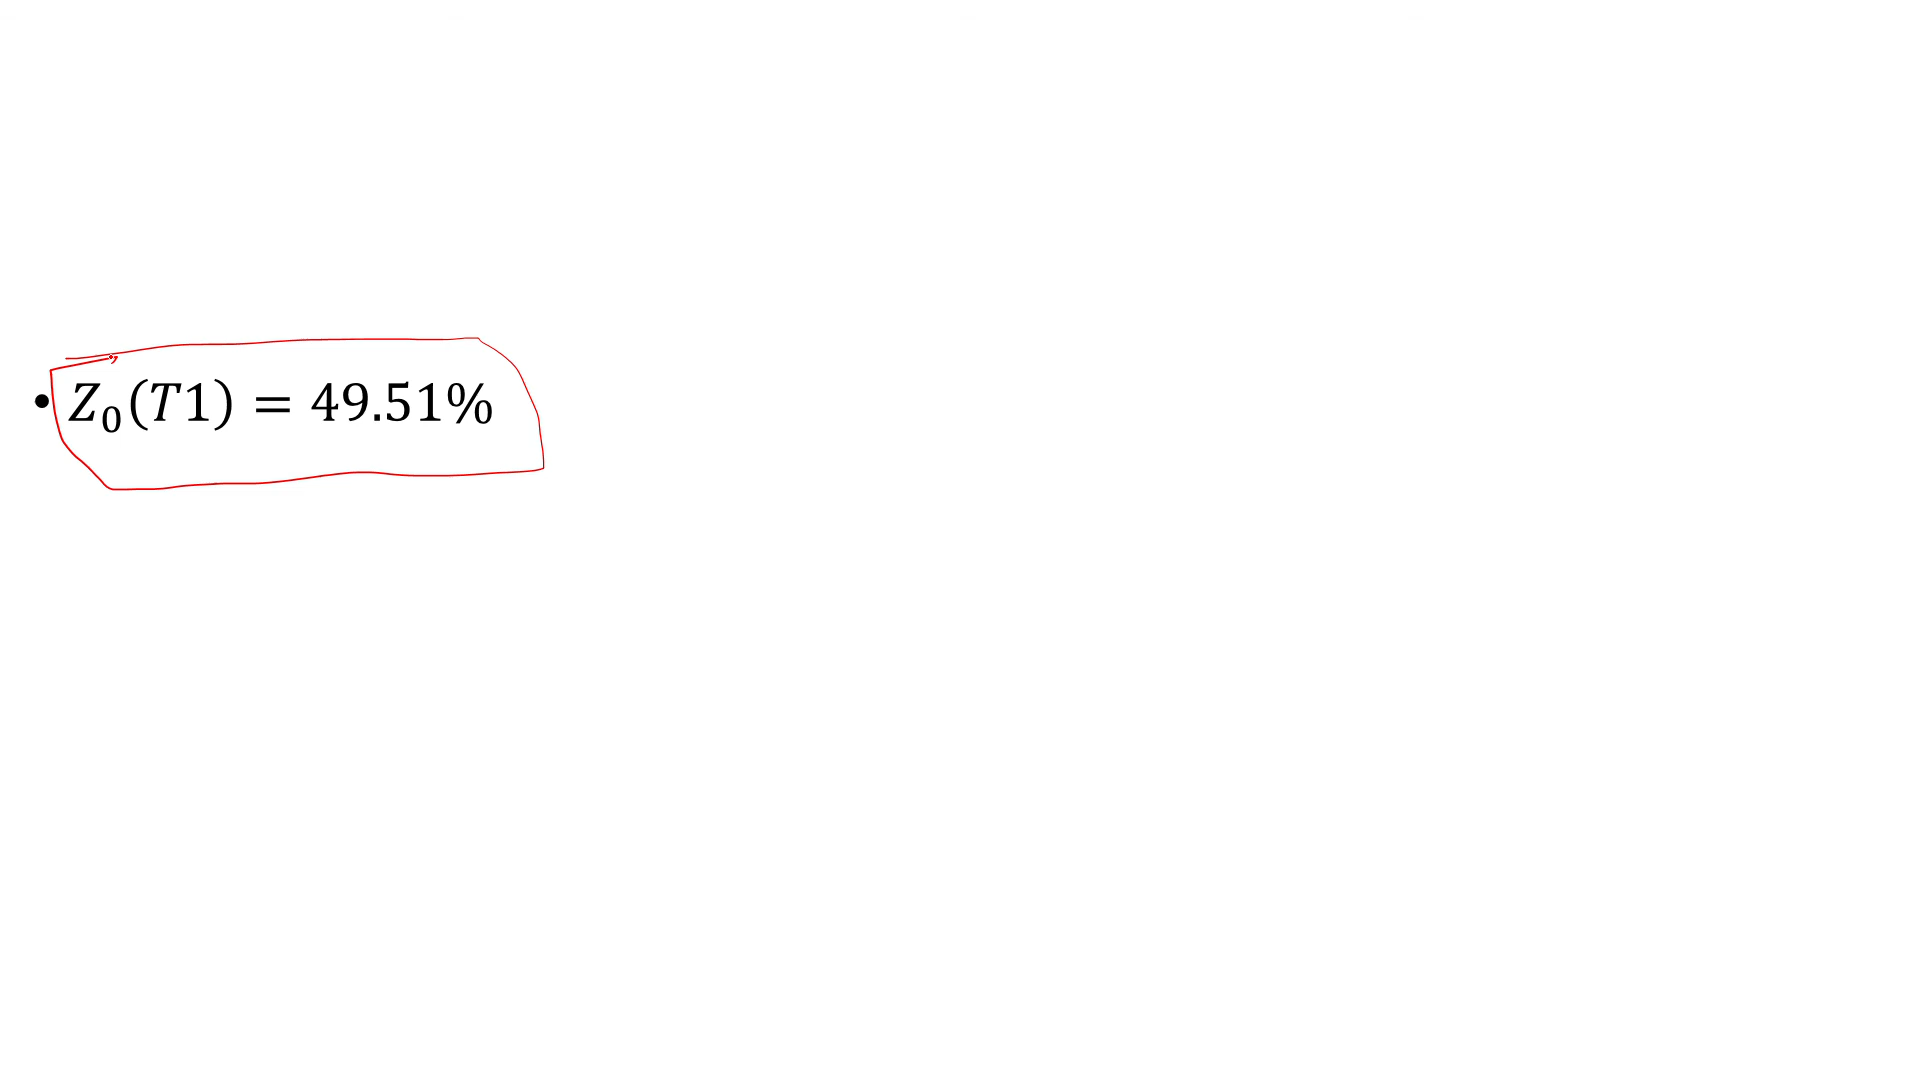 • Z₀(T1) = 49.51%